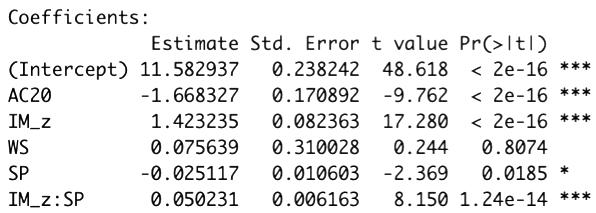 Coefficients:
Estimate Std. Error t value Pr(>|t|)
(Intercept) 11.582937 0.238242 48.618 < 2e-16 ***
AC20 -1.668327 0.170892 -9.762 < 2e-16 ***
IM_z 1.423235 0.082363 17.280 < 2e-16 ***
WS 0.075639 0.310028 0.244 0.8074
SP -0.025117 0.010603 -2.369 0.0185 *
IM_z:SP 0.050231 0.006163 8.150 1.24e-14 ***